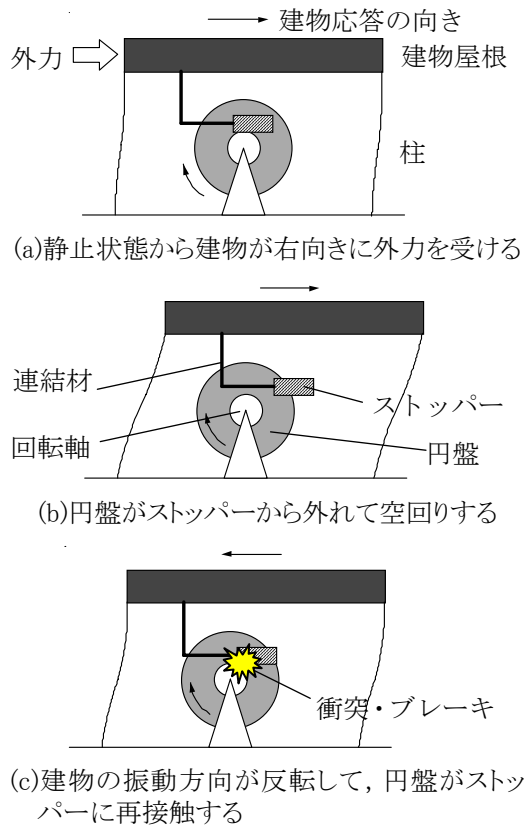 建物応答の向き
外力
建物屋根
柱
(a)静止状態から建物が右向きに外力を受ける
連結材
ストッパー
回転軸
円盤
(b)円盤がストッパーから外れて空回りする
衝突・ブレーキ
(c)建物の振動方向が反転して，円盤がストッ
パーに再接触する